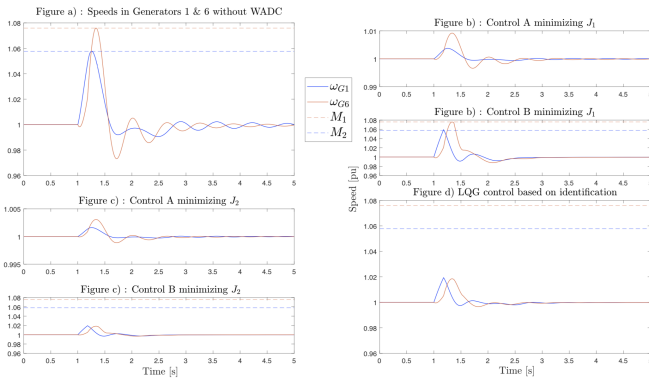 Figure a) : Speeds in Generators 1 & 6 without WADC
1.08
1.06
1.04
1.02
1
0.98
0.96
0 0.5 1 1.5 2 2.5 3 3.5 4 4.5 5
Figure c) : Control A minimizing J2
1.005
1
0.995
0 0.5 1 1.5 2 2.5 3 3.5 4 4.5 5
Figure c) : Control B minimizing J2
1.08
1.06
1.04
1.02
1
0.98
0.96
0 0.5 1 1.5 2 2.5 3 3.5 4 4.5 5
Time [s]
ωG1
ωG6
M1
M2
Figure b) : Control A minimizing J1
1.01
1
0.99
0 0.5 1 1.5 2 2.5 3 3.5 4 4.5 5
Figure b) : Control B minimizing J1
1.08
1.06
1.04
1.02
1
0.98
0.96
0 0.5 1 1.5 2 2.5 3 3.5 4 4.5 5
Speed [pu]
Figure d) LQG control based on identification
1.08
1.06
1.04
1.02
1
0.98
0.96
0 0.5 1 1.5 2 2.5 3 3.5 4 4.5 5
Time [s]